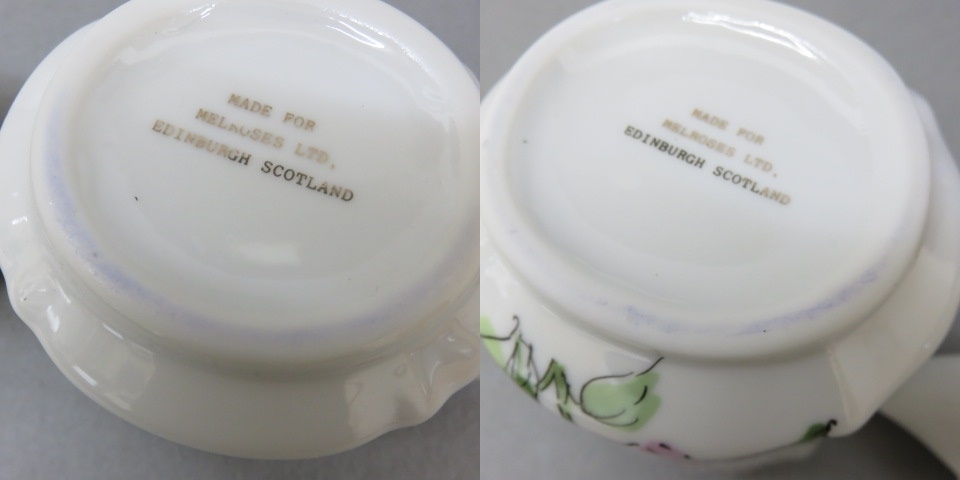 MADE FOR
MELROSES LTD.
EDINBURGH SCOTLAND
MADE FOR
MELROSES LTD.
EDINBURGH SCOTLAND